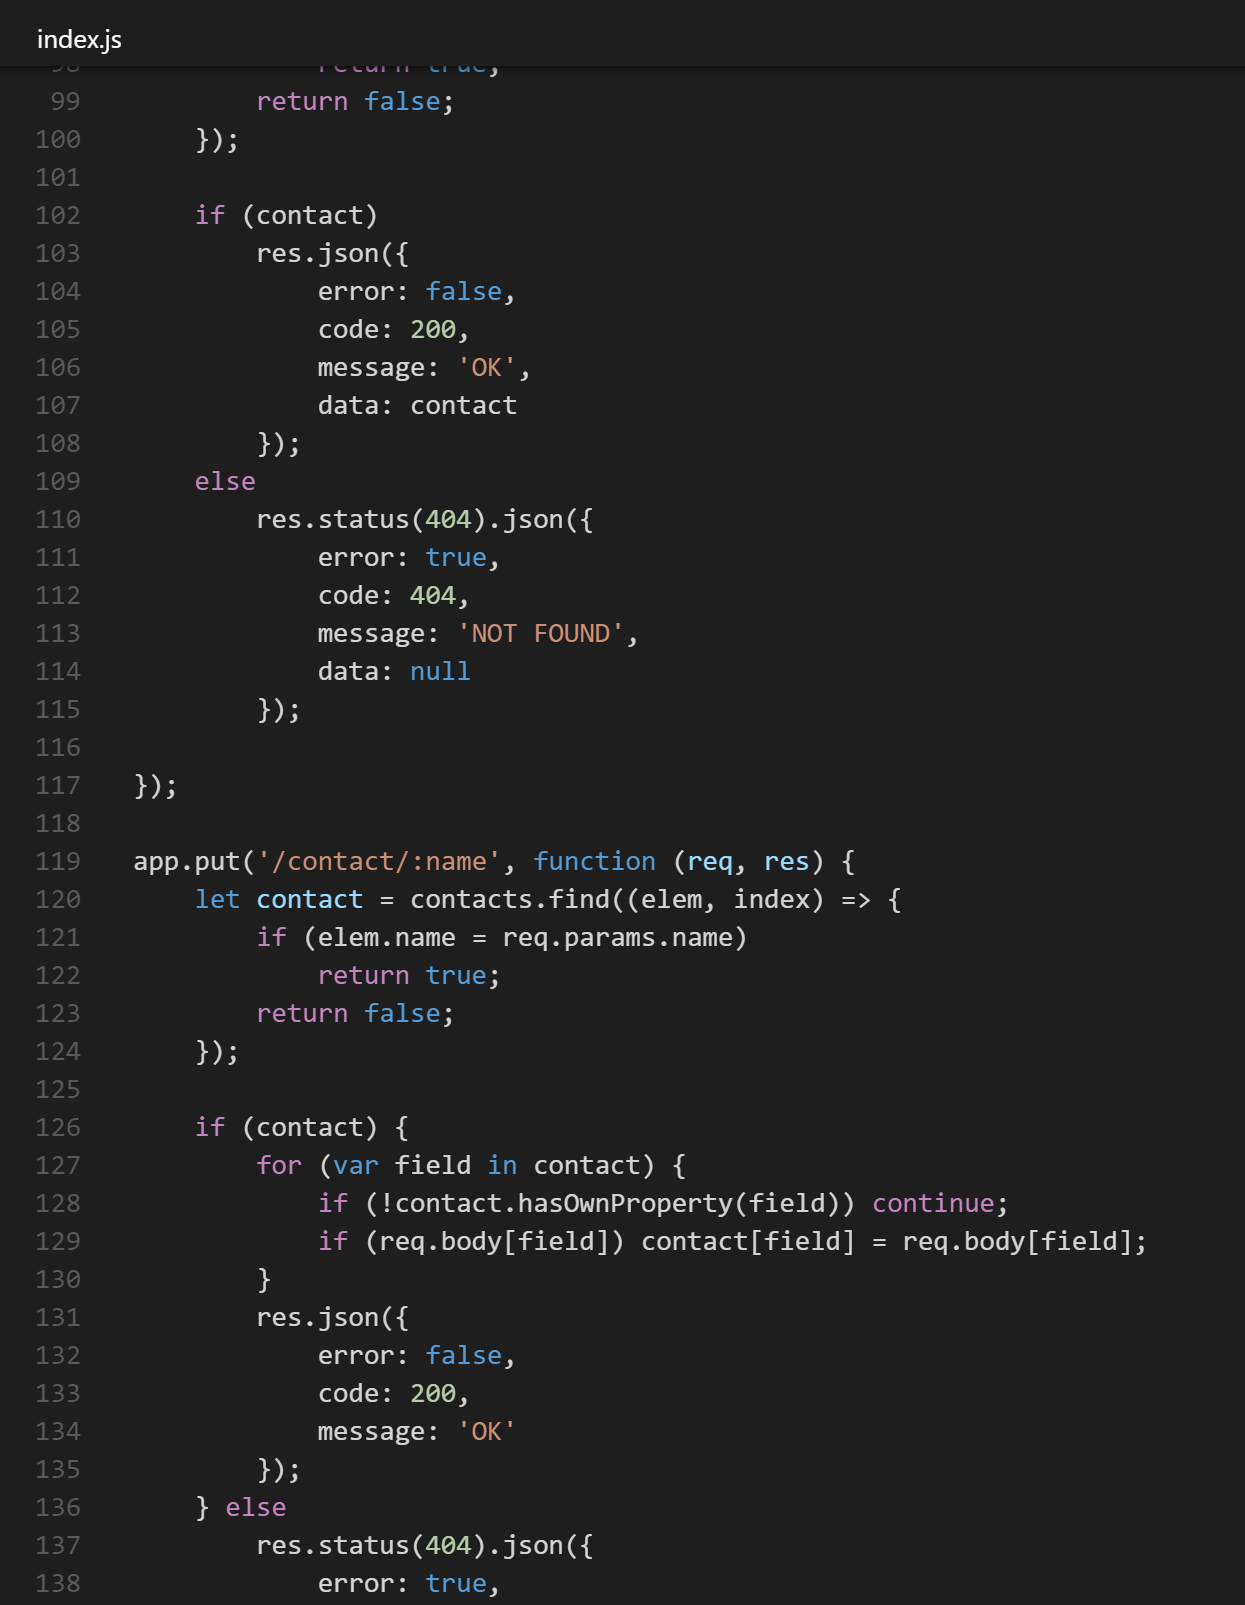 index.js
98                return true;
99            return false;
100        });
101
102        if (contact)
103            res.json({
104                error: false,
105                code: 200,
106                message: 'OK',
107                data: contact
108            });
109        else
110            res.status(404).json({
111                error: true,
112                code: 404,
113                message: 'NOT FOUND',
114                data: null
115            });
116
117    });
118
119    app.put('/contact/:name', function (req, res) {
120        let contact = contacts.find((elem, index) => {
121            if (elem.name = req.params.name)
122                return true;
123            return false;
124        });
125
126        if (contact) {
127            for (var field in contact) {
128                if (!contact.hasOwnProperty(field)) continue;
129                if (req.body[field]) contact[field] = req.body[field];
130            }
131            res.json({
132                error: false,
133                code: 200,
134                message: 'OK'
135            });
136        } else
137            res.status(404).json({
138                error: true,